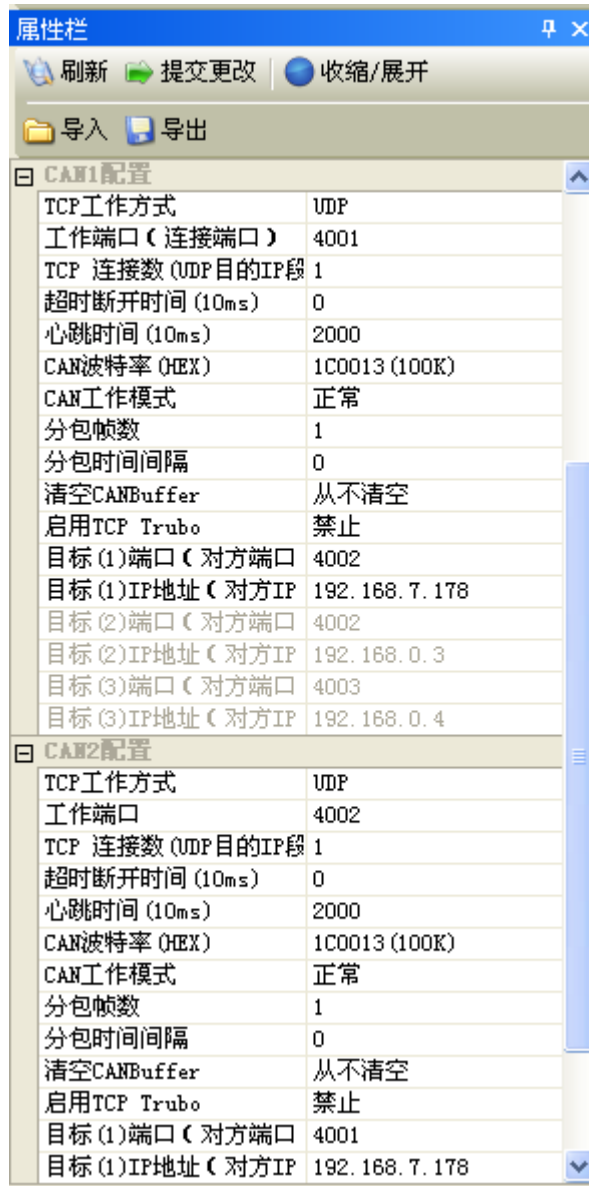 属性栏
刷新 提交更改 收缩/展开
导入 导出
CAN1配置
TCP工作方式 UDP
工作端口(连接端口) 4001
TCP 连接数(UDP目的IP段 1
超时断开时间(10ms) 0
心跳时间(10ms) 2000
CAN波特率(HEX) 1C0013(100K)
CAN工作模式 正常
分包帧数 1
分包时间间隔 0
清空CANBuffer 从不清空
启用TCP Trubo 禁止
目标(1)端口(对方端口 4002
目标(1)IP地址(对方IP 192.168.7.178
目标(2)端口(对方端口 4002
目标(2)IP地址(对方IP 192.168.0.3
目标(3)端口(对方端口 4003
目标(3)IP地址(对方IP 192.168.0.4
CAN2配置
TCP工作方式 UDP
工作端口 4002
TCP 连接数(UDP目的IP段 1
超时断开时间(10ms) 0
心跳时间(10ms) 2000
CAN波特率(HEX) 1C0013(100K)
CAN工作模式 正常
分包帧数 1
分包时间间隔 0
清空CANBuffer 从不清空
启用TCP Trubo 禁止
目标(1)端口(对方端口 4001
目标(1)IP地址(对方IP 192.168.7.178